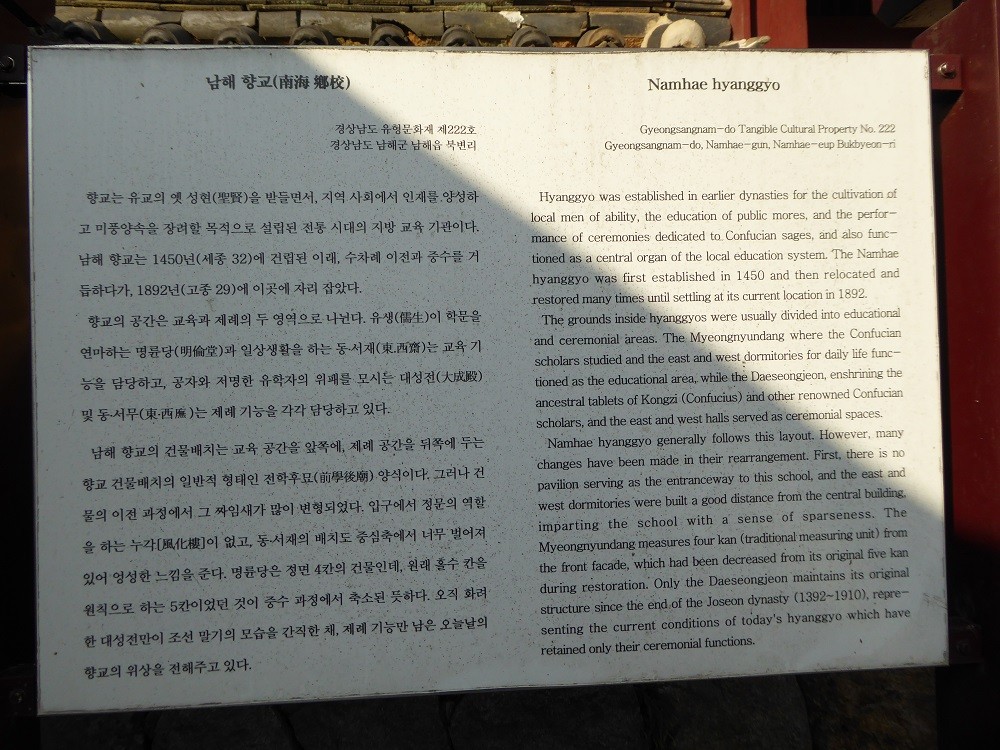 남해 향교(南海 鄕校)
경상남도 유형문화재 제222호
경상남도 남해군 남해읍 북변리
향교는 유교의 옛 성현(聖賢)을 받들면서, 지역 사회에서 인재를 양성하
고 미풍양속을 장려할 목적으로 설립된 전통 시대의 지방 교육 기관이다.
남해 향교는 1450년(세종 32)에 건립된 이래, 수차례 이전과 중수를 거
듭하다가, 1892년(고종 29)에 이곳에 자리 잡았다.
향교의 공간은 교육과 제례의 두 영역으로 나뉜다. 유생(儒生)이 학문을
연마하는 명륜당(明倫堂)과 일상생활을 하는 동·서재(東.西齋)는 교육 기
능을 담당하고, 공자와 저명한 유학자의 위패를 모시는 대성전(大成殿)
및 동·서무(東·西廡)는 제례 기능을 각각 담당하고 있다.
남해 향교의 건물배치는 교육 공간을 앞쪽에, 제례 공간을 뒤쪽에 두는
향교 건물배치의 일반적 형태인 전학후묘(前學後廟) 양식이다. 그러나 건
물의 이전 과정에서 그 짜임새가 많이 변형되었다. 입구에서 정문의 역할
을 하는 누각[風化樓]이 없고, 동·서재의 배치도 중심축에서 너무 벌어져
있어 엉성한 느낌을 준다. 명륜당은 정면 4칸의 건물인데, 원래 홀수 칸을
원칙으로 하는 5칸이었던 것이 중수 과정에서 축소된 듯하다. 오직 화려
한 대성전만이 조선 말기의 모습을 간직한 채, 제례 기능만 남은 오늘날의
향교의 위상을 전해주고 있다.
Namhae hyanggyo
Gyeongsangnam-do Tangible Cultural Property No. 222
Gyeongsangnam-do, Namhae-gun, Namhae-eup Bukbyeon-ri
Hyanggyo was established in earlier dynasties for the cultivation of
local men of ability, the education of public mores, and the perfor-
mance of ceremonies dedicated to Confucian sages, and also func-
tioned as a central organ of the local education system. The Namhae
hyanggyo was first established in 1450 and then relocated and
restored many times until settling at its current location in 1892.
The grounds inside hyanggyos were usually divided into educational
and ceremonial areas. The Myeongnyundang where the Confucian
scholars studied and the east and west dormitories for daily life func-
tioned as the educational area, while the Daeseongjeon, enshrining the
ancestral tablets of Kongzi (Confucius) and other renowned Confucian
scholars, and the east and west halls served as ceremonial spaces.
Namhae hyanggyo generally follows this layout. However, many
changes have been made in their rearrangement. First, there is no
pavilion serving as the entranceway to this school, and the east and
west dormitories were built a good distance from the central building,
imparting the school with a sense of sparseness. The
Myeongnyundang measures four kan (traditional measuring unit) from
the front facade, which had been decreased from its original five kan
during restoration. Only the Daeseongjeon maintains its original
structure since the end of the Joseon dynasty (1392~1910), repre-
senting the current conditions of today's hyanggyo which have
retained only their ceremonial functions.